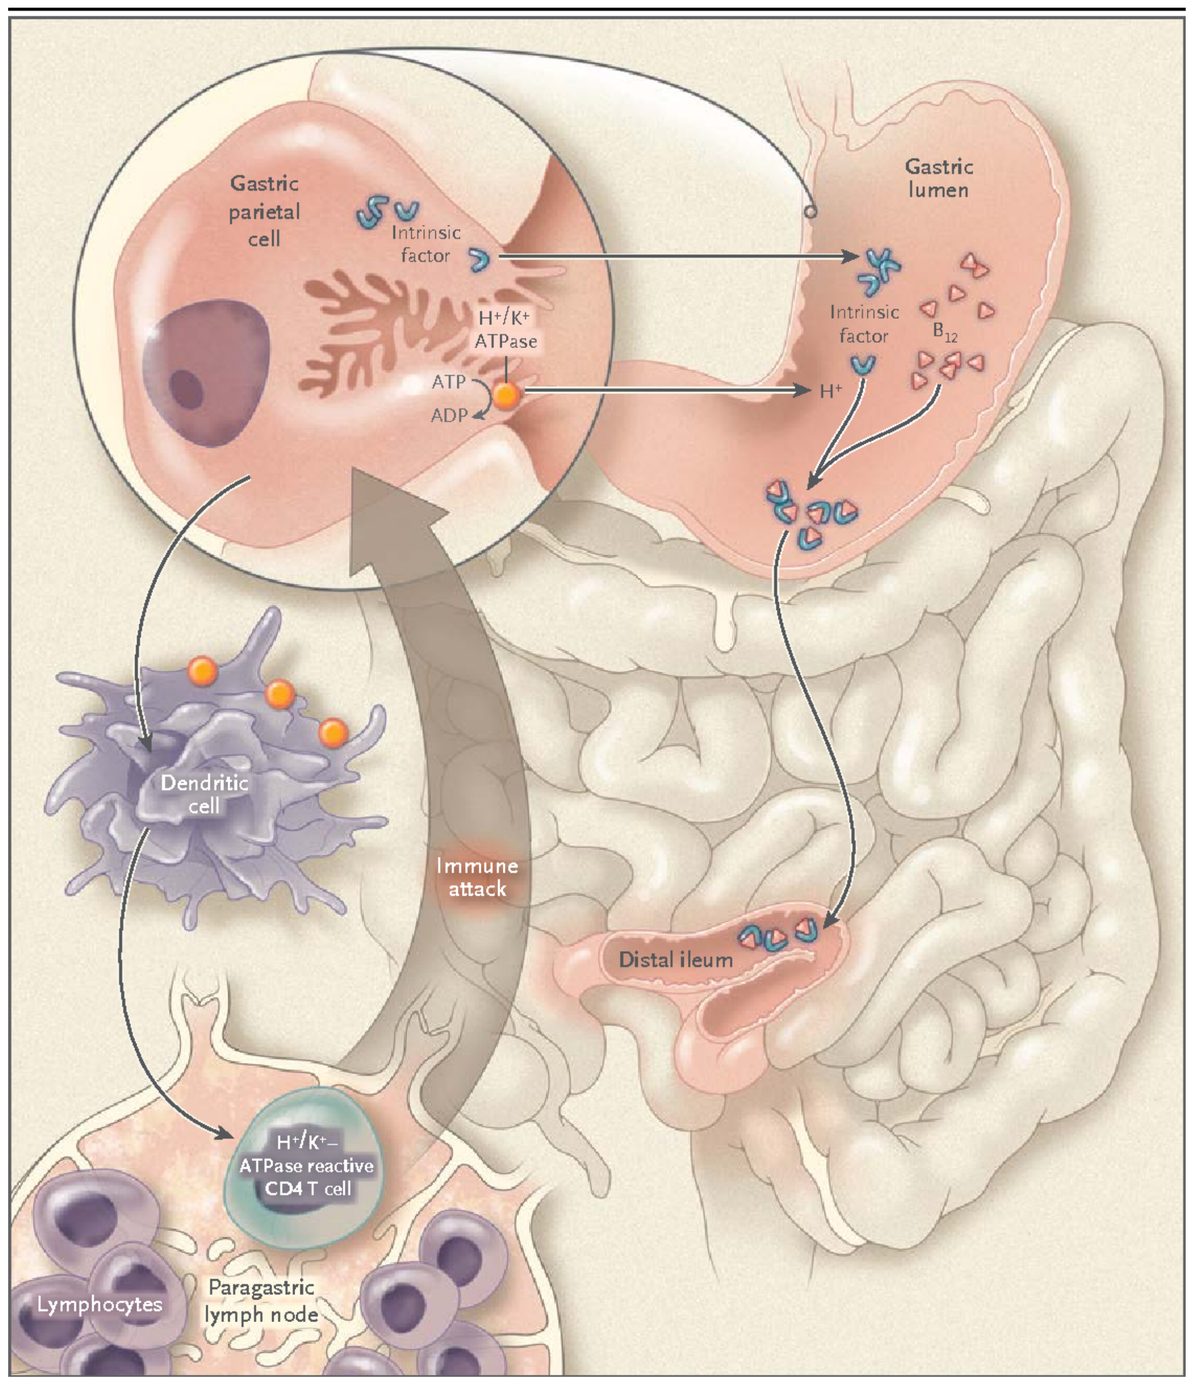 Gastric
parietal
cell
Intrinsic
factor
H⁺/K⁺
ATPase
ATP
ADP
Gastric
lumen
Intrinsic
factor
B₁₂
H⁺
Dendritic
cell
Immune
attack
Distal ileum
H⁺/K⁺–
ATPase reactive
CD4 T cell
Lymphocytes
Paragastric
lymph node